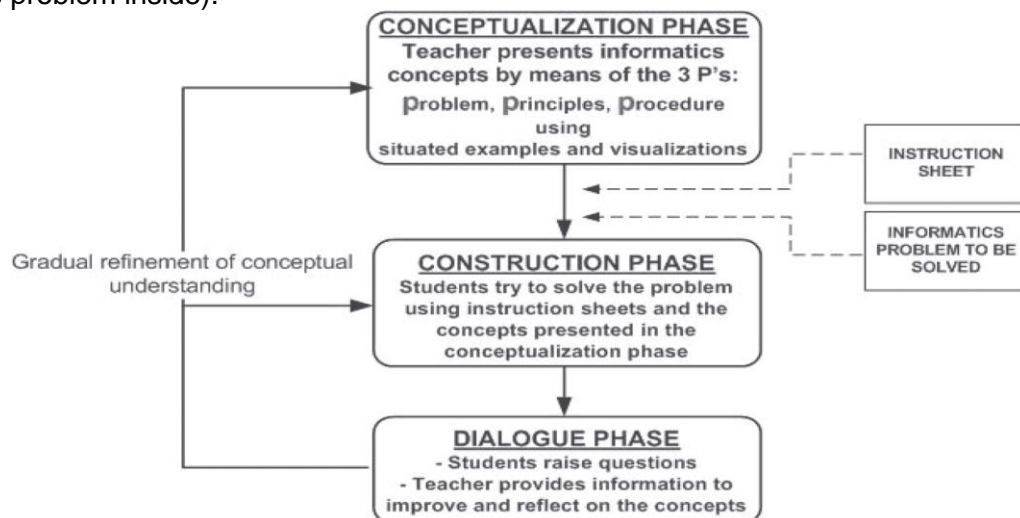 problem inside).
CONCEPTUALIZATION PHASE
Teacher presents informatics
concepts by means of the 3 P's:
problem, principles, procedure
using
situated examples and visualizations
INSTRUCTION
SHEET
INFORMATICS
PROBLEM TO BE
SOLVED
Gradual refinement of conceptual
understanding
CONSTRUCTION PHASE
Students try to solve the problem
using instruction sheets and the
concepts presented in the
conceptualization phase
DIALOGUE PHASE
- Students raise questions
- Teacher provides information to
improve and reflect on the concepts